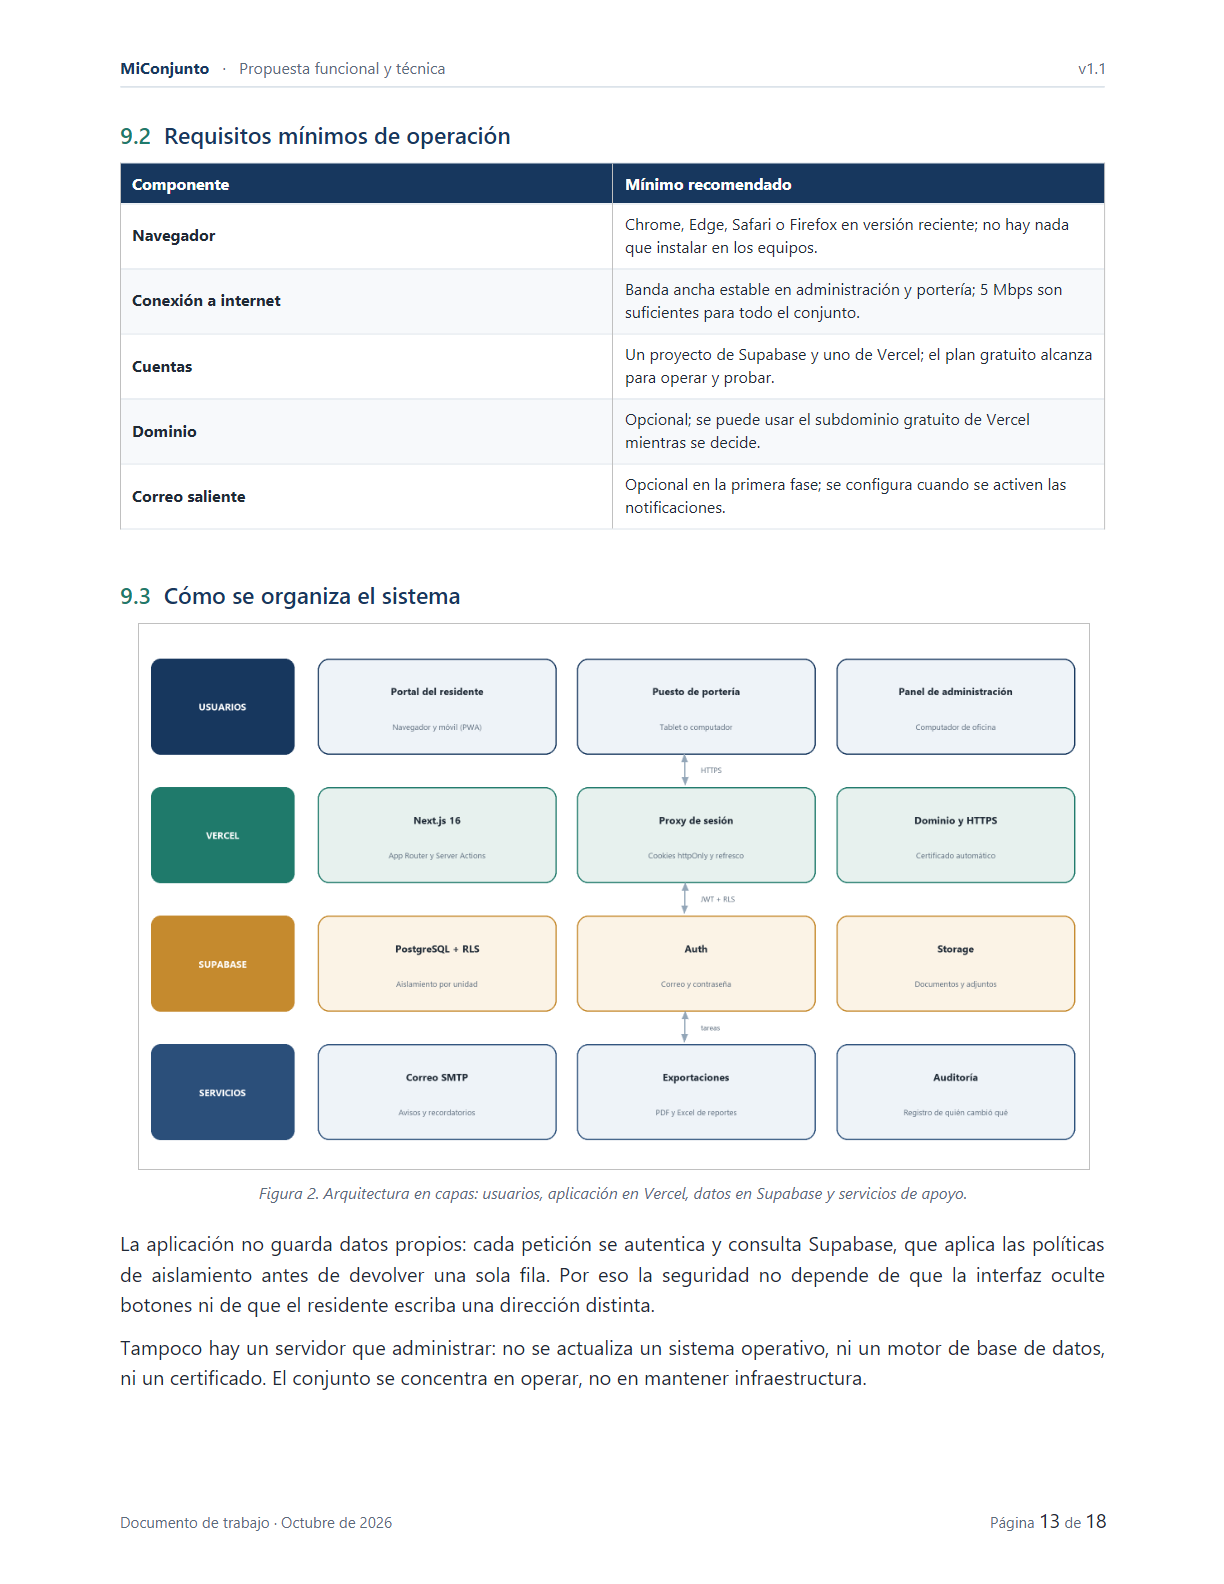 MiConjunto · Propuesta funcional y técnica v1.1
9.2 Requisitos mínimos de operación
Componente Mínimo recomendado
Navegador Chrome, Edge, Safari o Firefox en versión reciente; no hay nada
que instalar en los equipos.
Conexión a internet Banda ancha estable en administración y portería; 5 Mbps son
suficientes para todo el conjunto.
Cuentas Un proyecto de Supabase y uno de Vercel; el plan gratuito alcanza
para operar y probar.
Dominio Opcional; se puede usar el subdominio gratuito de Vercel
mientras se decide.
Correo saliente Opcional en la primera fase; se configura cuando se activen las
notificaciones.
9.3 Cómo se organiza el sistema
USUARIOS
Portal del residente
Navegador y móvil (PWA)
Puesto de portería
Tablet o computador
Panel de administración
Computador de oficina
HTTPS
VERCEL
Next.js 16
App Router y Server Actions
Proxy de sesión
Cookies httpOnly y refresco
Dominio y HTTPS
Certificado automático
JWT + RLS
SUPABASE
PostgreSQL + RLS
Aislamiento por unidad
Auth
Correo y contraseña
Storage
Documentos y adjuntos
tareas
SERVICIOS
Correo SMTP
Avisos y recordatorios
Exportaciones
PDF y Excel de reportes
Auditoría
Registro de quién cambió qué
Figura 2. Arquitectura en capas: usuarios, aplicación en Vercel, datos en Supabase y servicios de apoyo.
La aplicación no guarda datos propios: cada petición se autentica y consulta Supabase, que aplica las políticas
de aislamiento antes de devolver una sola fila. Por eso la seguridad no depende de que la interfaz oculte
botones ni de que el residente escriba una dirección distinta.
Tampoco hay un servidor que administrar: no se actualiza un sistema operativo, ni un motor de base de datos,
ni un certificado. El conjunto se concentra en operar, no en mantener infraestructura.
Documento de trabajo · Octubre de 2026 Página 13 de 18